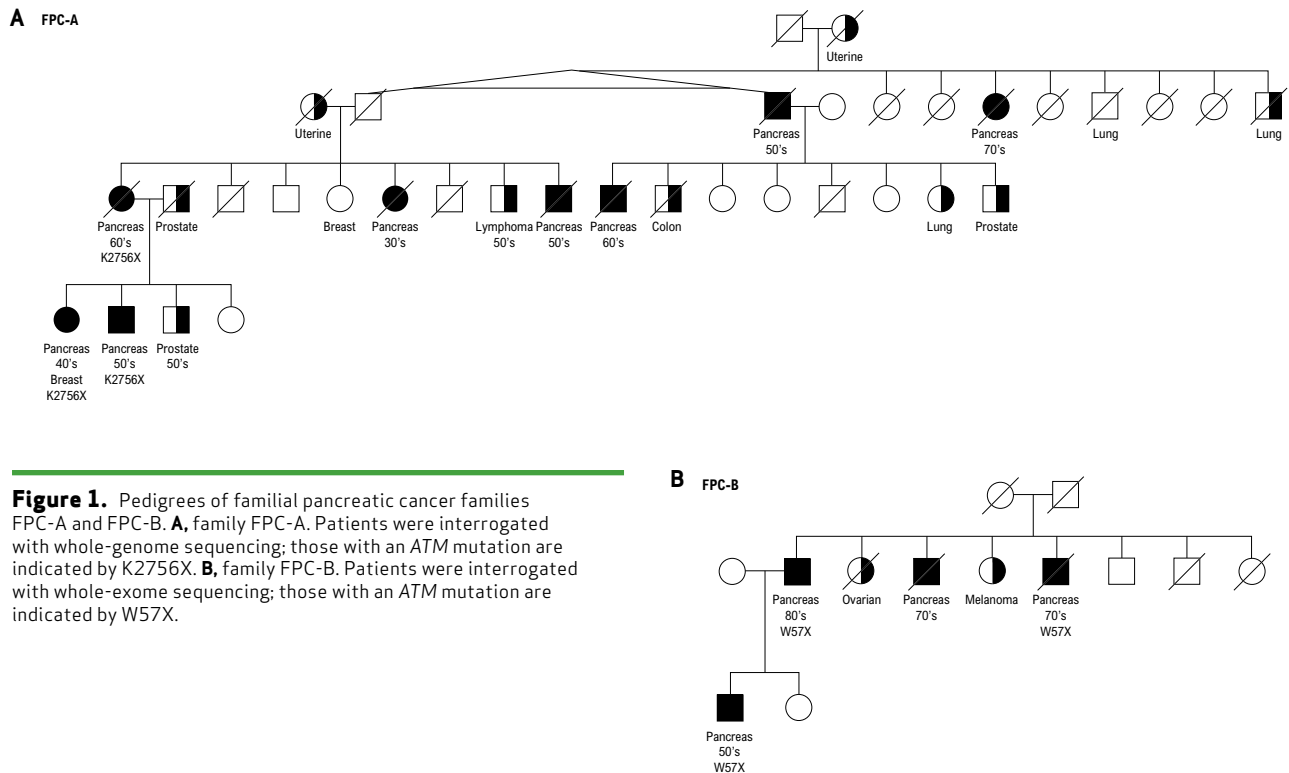 A FPC-A
Uterine
Uterine
Pancreas
50's
Pancreas
70's
Lung
Lung
Pancreas
60's
K2756X
Prostate
Breast
Pancreas
30's
Lymphoma
50's
Pancreas
50's
Pancreas
60's
Colon
Lung
Prostate
Pancreas
40's
Breast
K2756X
Pancreas
50's
K2756X
Prostate
50's
Figure 1. Pedigrees of familial pancreatic cancer families
FPC-A and FPC-B. A, family FPC-A. Patients were interrogated
with whole-genome sequencing; those with an ATM mutation are
indicated by K2756X. B, family FPC-B. Patients were interrogated
with whole-exome sequencing; those with an ATM mutation are
indicated by W57X.
B FPC-B
Pancreas
80's
W57X
Ovarian
Pancreas
70's
Melanoma
Pancreas
70's
W57X
Pancreas
50's
W57X